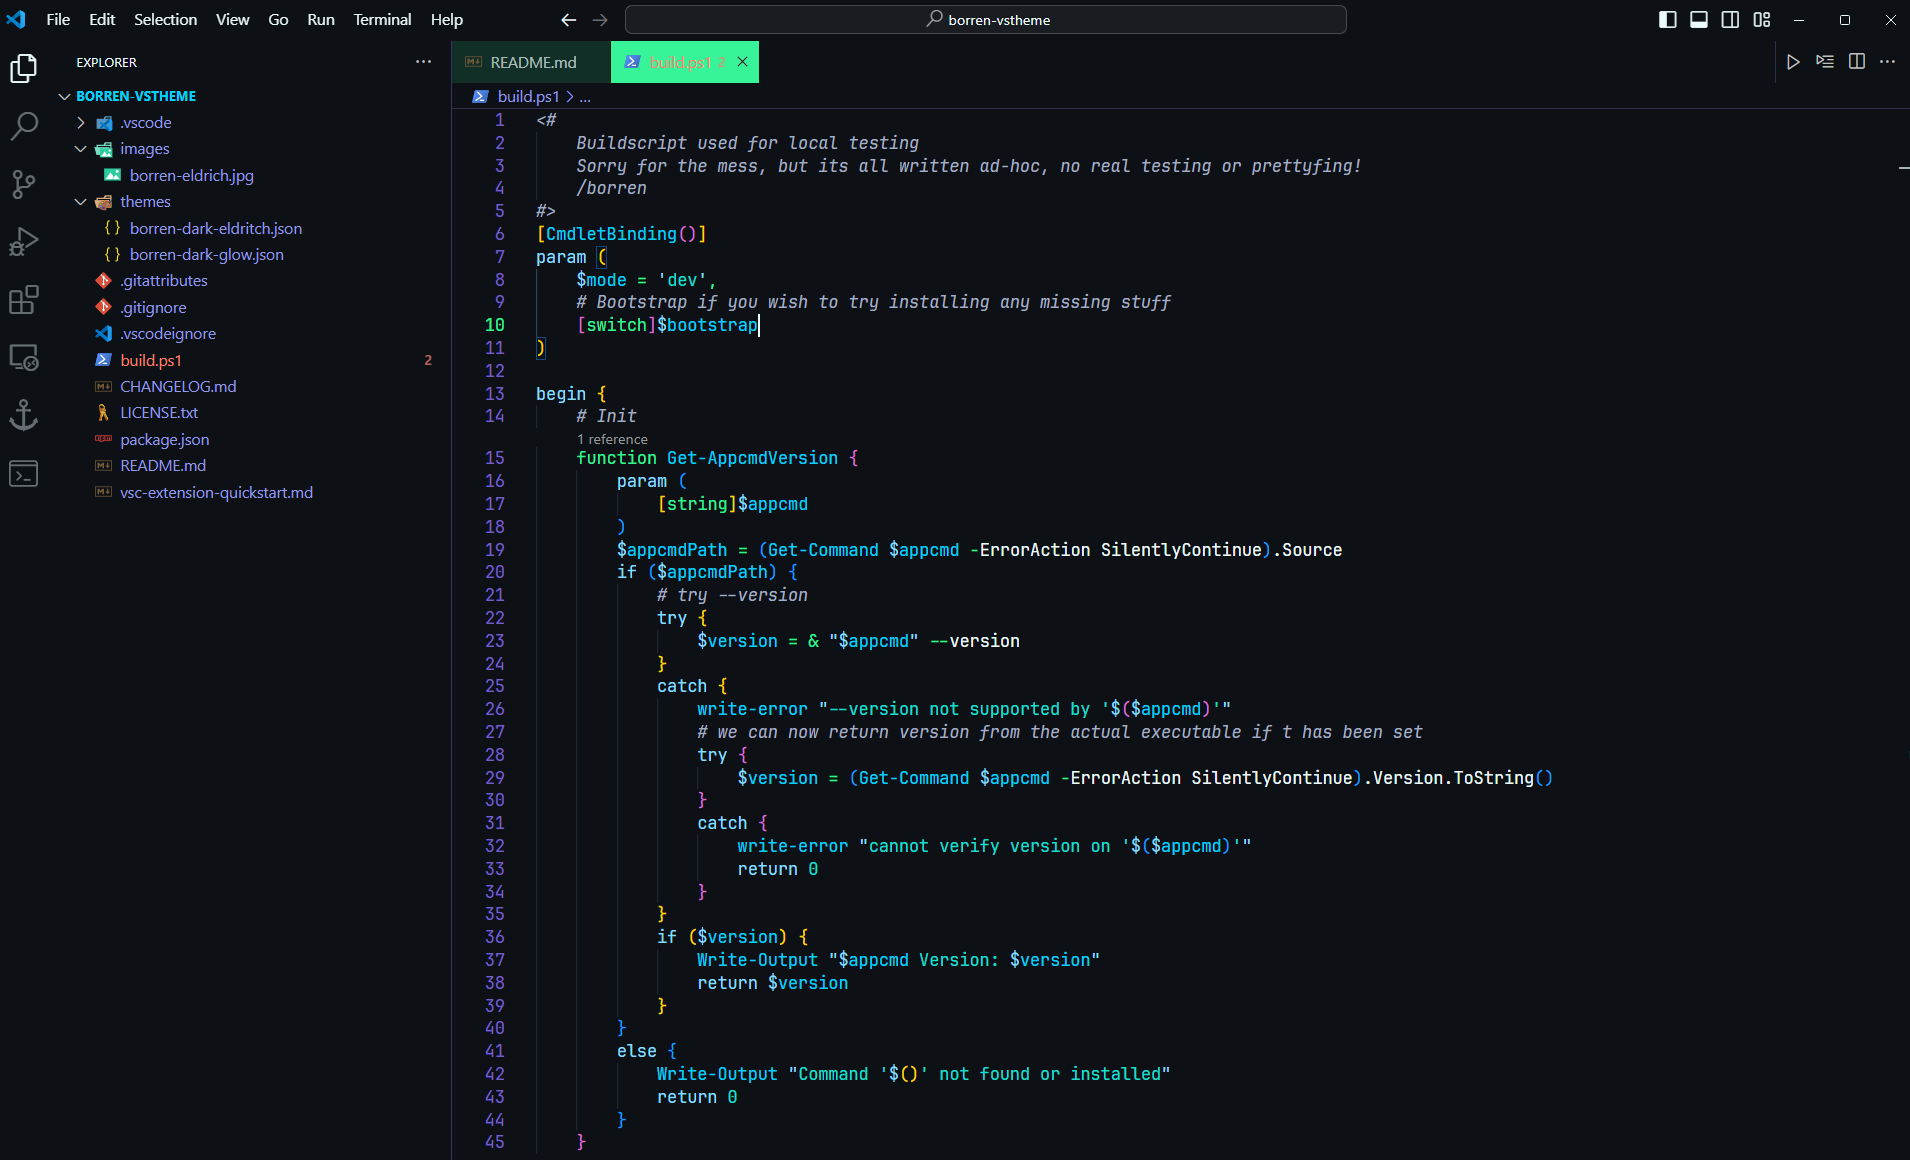 File Edit Selection View Go Run Terminal Help
borren-vstheme
EXPLORER
BORREN-VSTHEME
.vscode
images
borren-eldrich.jpg
themes
{} borren-dark-eldritch.json
{} borren-dark-glow.json
.gitattributes
.gitignore
.vscodeignore
build.ps1 2
CHANGELOG.md
LICENSE.txt
package.json
README.md
vsc-extension-quickstart.md
README.md
build.ps1 2
build.ps1 > ...
1 <#
2     Buildscript used for local testing
3     Sorry for the mess, but its all written ad-hoc, no real testing or prettyfing!
4     /borren
5 #>
6 [CmdletBinding()]
7 param (
8     $mode = 'dev',
9     # Bootstrap if you wish to try installing any missing stuff
10     [switch]$bootstrap
11 )
12
13 begin {
14     # Init
1 reference
15     function Get-AppcmdVersion {
16         param (
17             [string]$appcmd
18         )
19         $appcmdPath = (Get-Command $appcmd -ErrorAction SilentlyContinue).Source
20         if ($appcmdPath) {
21             # try --version
22             try {
23                 $version = & "$appcmd" --version
24             }
25             catch {
26                 write-error "--version not supported by '$($appcmd)'"
27                 # we can now return version from the actual executable if t has been set
28                 try {
29                     $version = (Get-Command $appcmd -ErrorAction SilentlyContinue).Version.ToString()
30                 }
31                 catch {
32                     write-error "cannot verify version on '$($appcmd)'"
33                     return 0
34                 }
35             }
36             if ($version) {
37                 Write-Output "$appcmd Version: $version"
38                 return $version
39             }
40         }
41         else {
42             Write-Output "Command '$()' not found or installed"
43             return 0
44         }
45     }